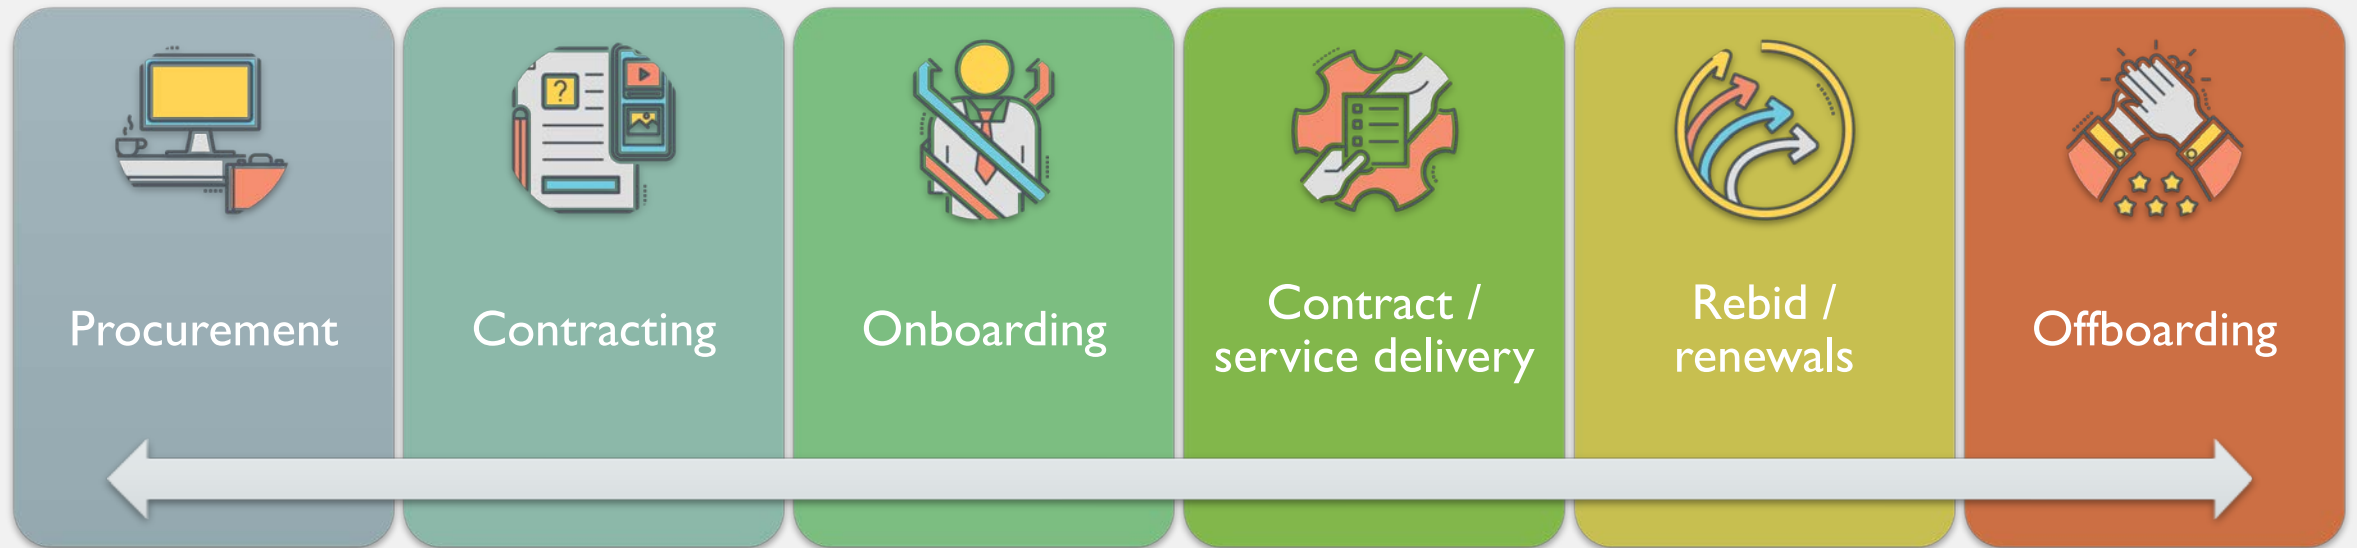 Procurement
Contracting
Onboarding
Contract /
service delivery
Rebid /
renewals
Offboarding
?